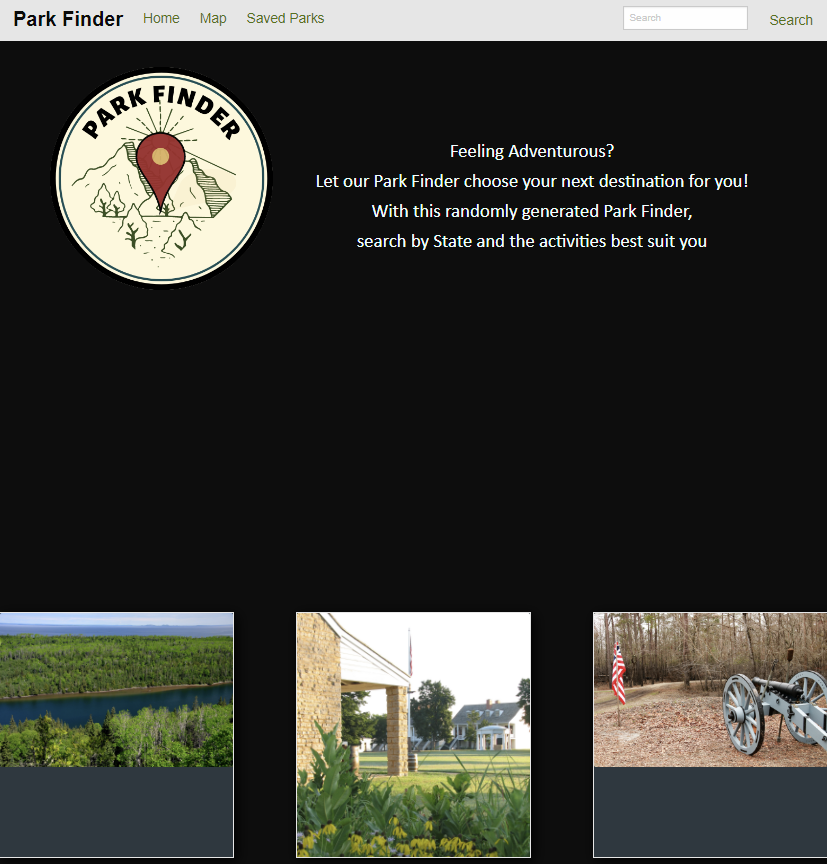 Park Finder Home Map Saved Parks Search Search
PARK FINDER
Feeling Adventurous?
Let our Park Finder choose your next destination for you!
With this randomly generated Park Finder,
search by State and the activities best suit you